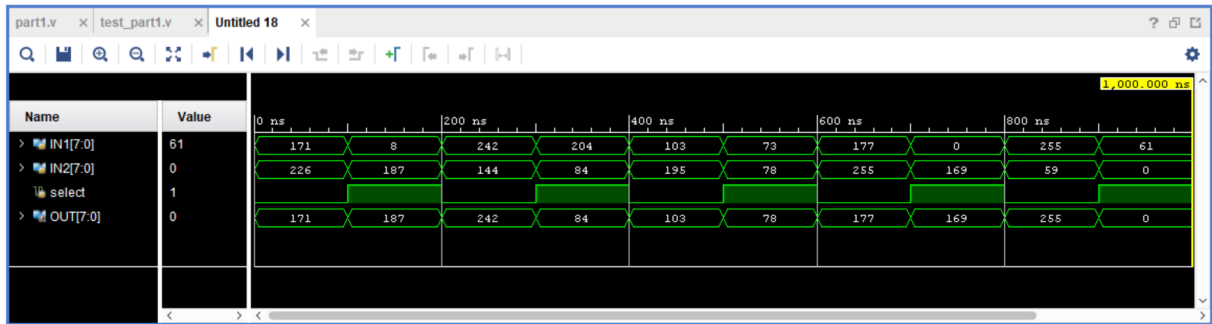 part1.v × test_part1.v × Untitled 18 ×
?
1,000.000 ns
Name Value 0 ns 200 ns 400 ns 600 ns 800 ns
IN1[7:0] 61 171 8 242 204 103 73 177 0 255 61
IN2[7:0] 0 226 187 144 84 195 78 255 169 59 0
select 1
OUT[7:0] 0 171 187 242 84 103 78 177 169 255 0